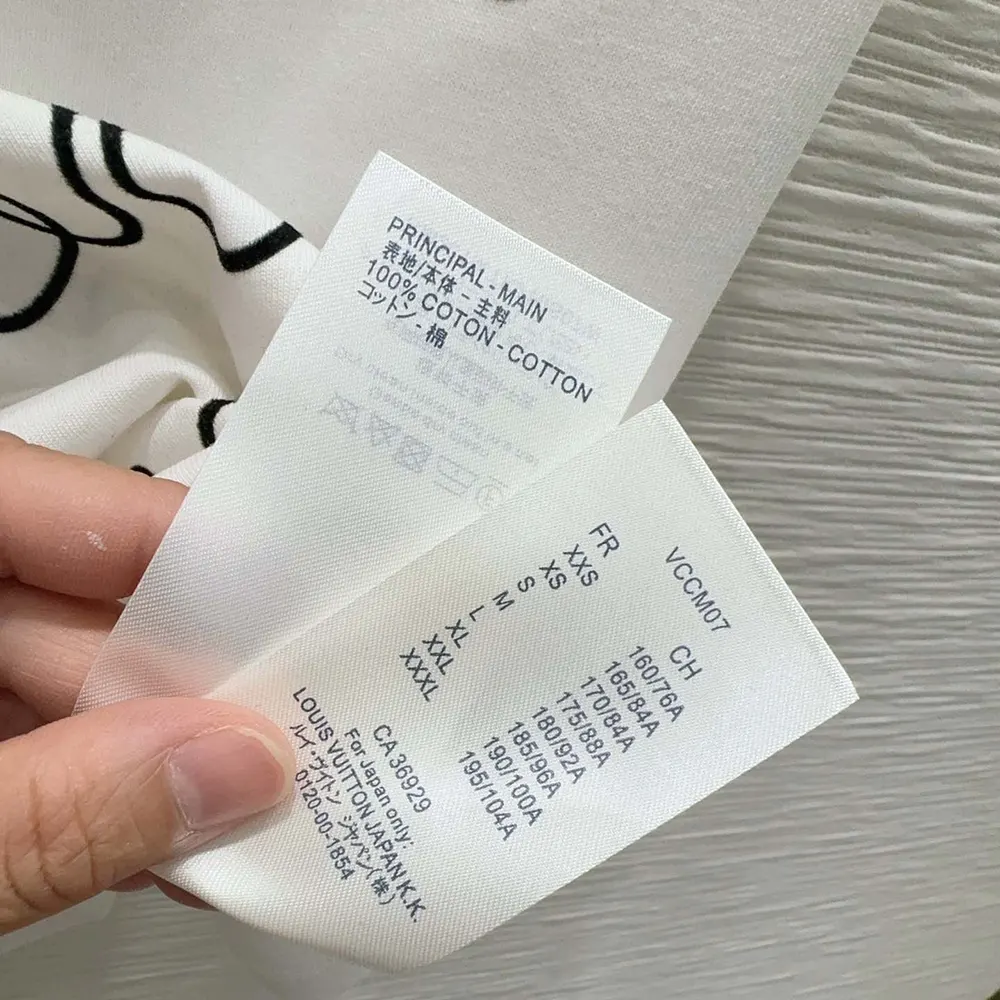 PRINCIPAL - MAIN
表地/本体 - 主料
100% COTON - COTTON
コットン - 棉
VCCM07
FR CH
XXS 160/76A
XS 165/84A
S 170/84A
M 175/88A
L 180/92A
XL 185/96A
XXL 190/100A
XXXL 195/104A
CA 36929
For Japan only:
LOUIS VUITTON JAPAN K.K.
ルイ・ヴィトン ジャパン(株)
0120-00-1854